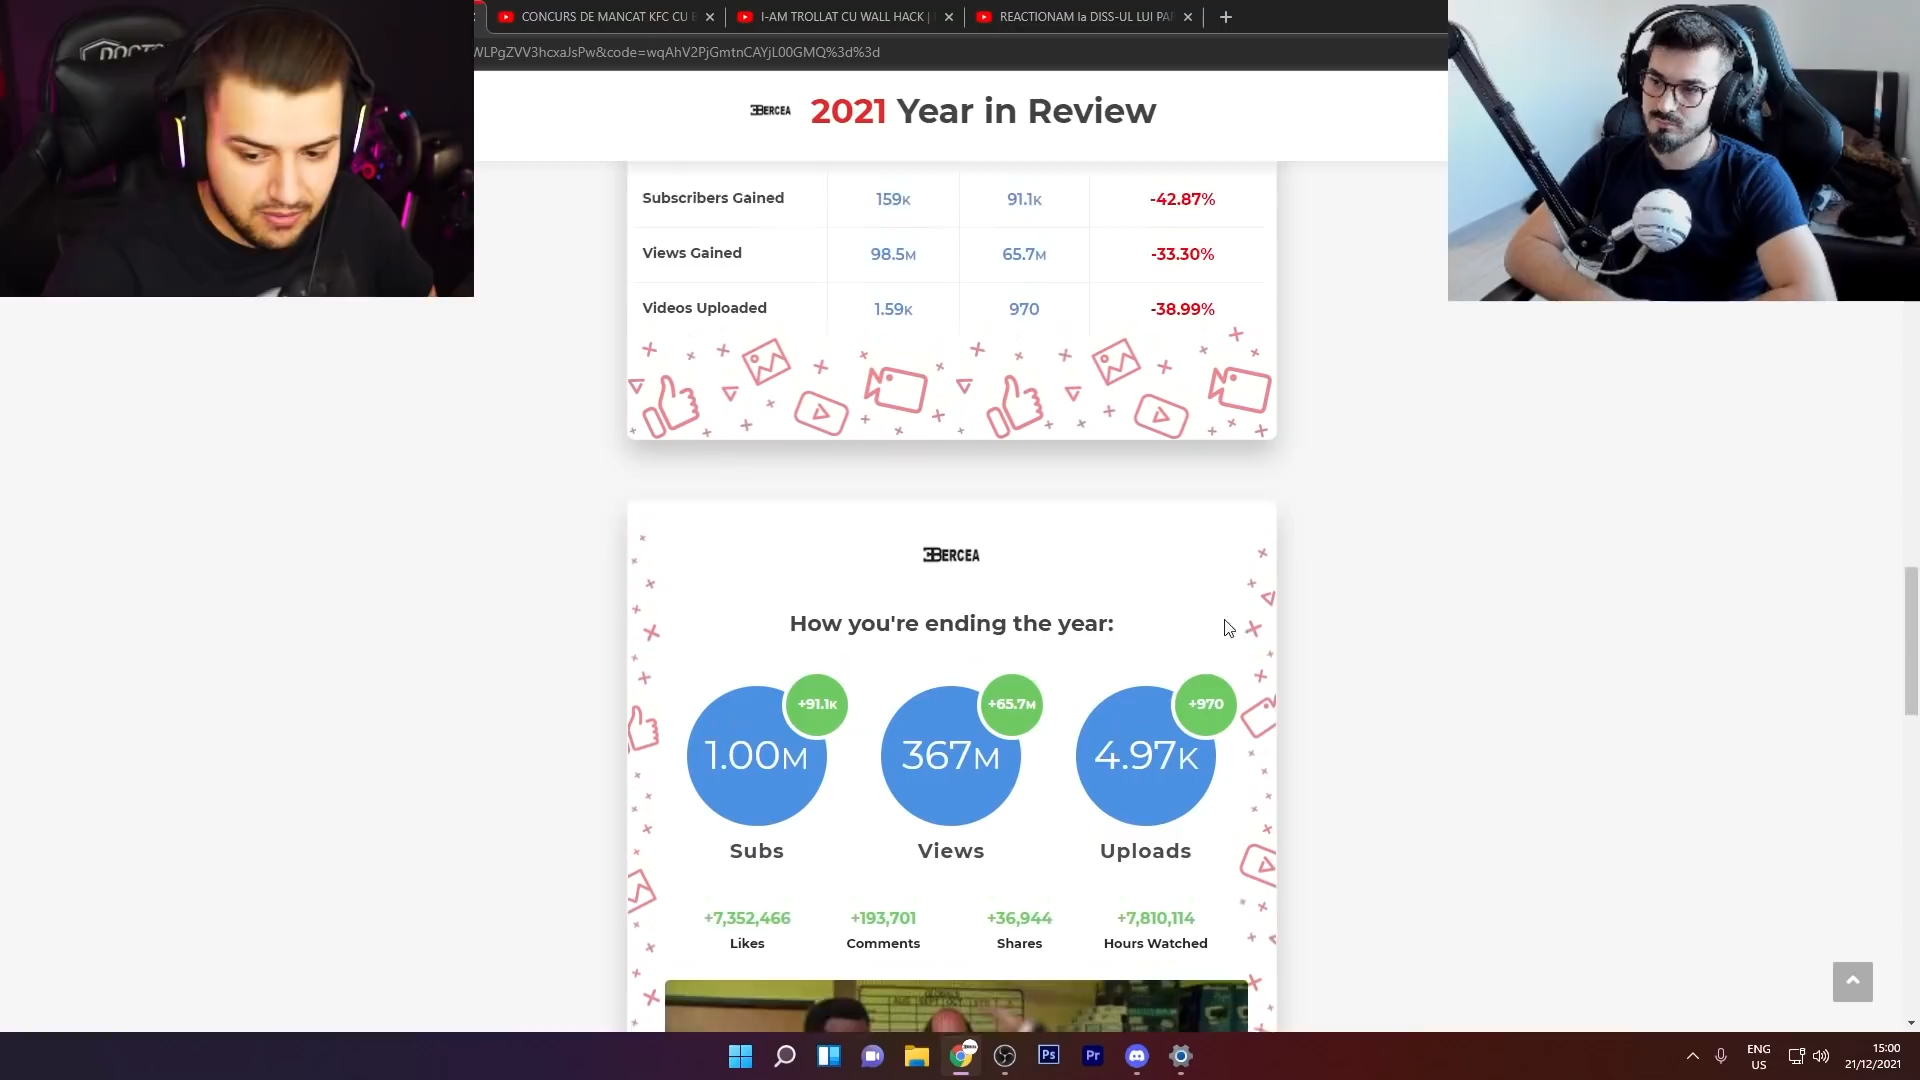 CONCURS DE MANCAT KFC CU B
I-AM TROLLAT CU WALL HACK |
REACTIONAM la DISS-UL LUI PA
WLPgZVV3hcxaJsPw&code=wqAhV2PjGmtnCAYjL00GMQ%3d%3d
BERCEA 2021 Year in Review
Subscribers Gained 159K 91.1K -42.87%
Views Gained 98.5M 65.7M -33.30%
Videos Uploaded 1.59K 970 -38.99%
BERCEA
How you're ending the year:
+91.1K +65.7M +970
1.00M 367M 4.97K
Subs Views Uploads
+7,352,466 +193,701 +36,944 +7,810,114
Likes Comments Shares Hours Watched
Ps Pr
ENG
US
15:00
21/12/2021